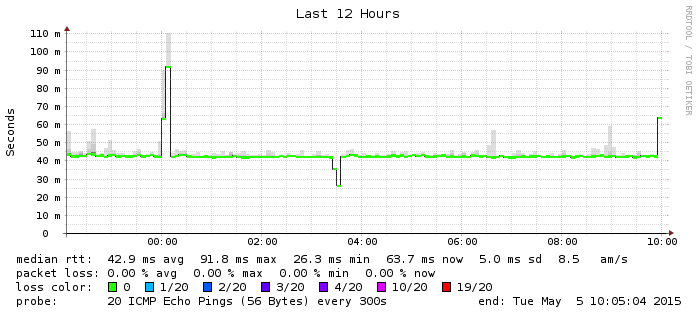 Last 12 Hours
RRDTOOL / TOBI OETIKER
Seconds
110 m
100 m
90 m
80 m
70 m
60 m
50 m
40 m
30 m
20 m
10 m
0
00:00 02:00 04:00 06:00 08:00 10:00
median rtt: 42.9 ms avg 91.8 ms max 26.3 ms min 63.7 ms now 5.0 ms sd 8.5 am/s
packet loss: 0.00 % avg 0.00 % max 0.00 % min 0.00 % now
loss color: 0 1/20 2/20 3/20 4/20 10/20 19/20
probe: 20 ICMP Echo Pings (56 Bytes) every 300s end: Tue May 5 10:05:04 2015